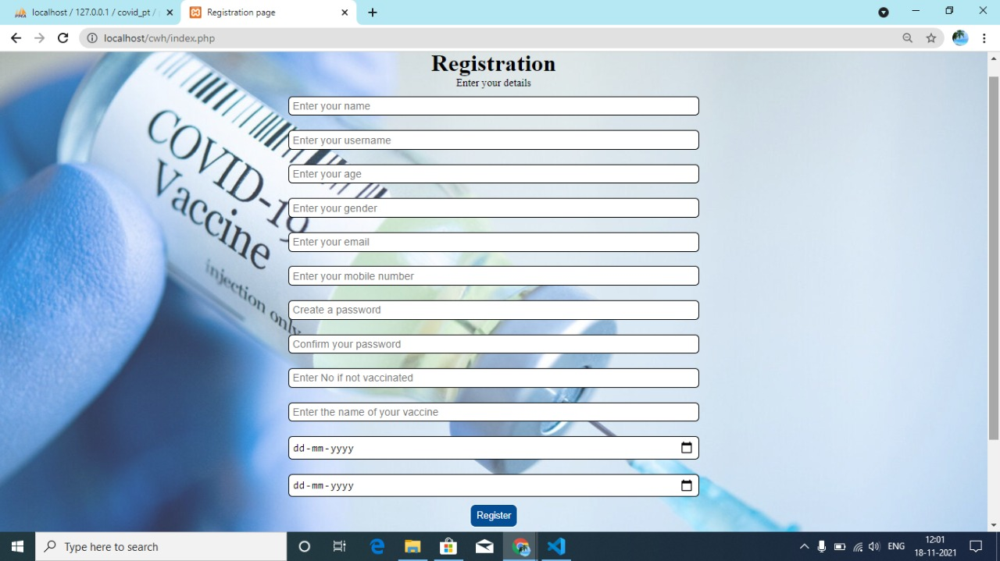 localhost / 127.0.0.1 / covid_pt /
Registration page
localhost/cwh/index.php
Registration
Enter your details
Enter your name
Enter your username
Enter your age
Enter your gender
Enter your email
Enter your mobile number
Create a password
Confirm your password
Enter No if not vaccinated
Enter the name of your vaccine
dd-mm-yyyy
dd-mm-yyyy
Register
COVID-19
Vaccine
injection only
Type here to search
ENG
12:01
18-11-2021